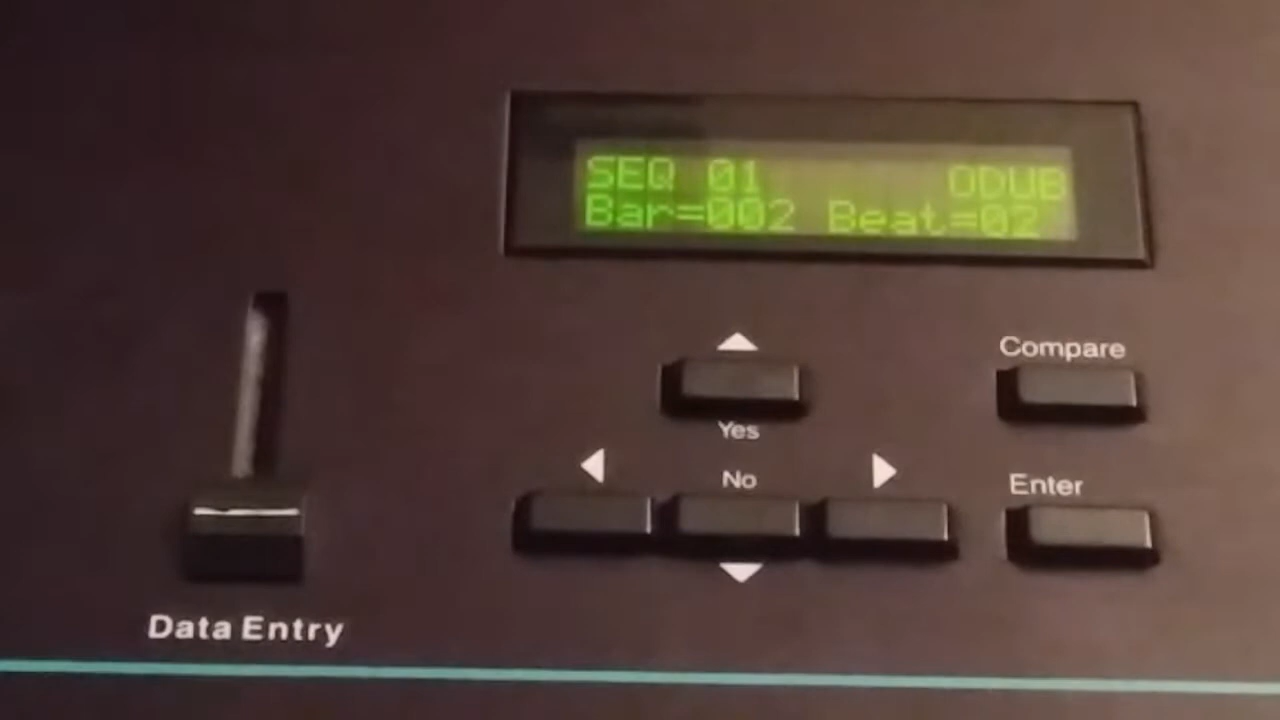 SEQ 01 ODUB
Bar=002 Beat=02
Compare
Yes
No
Enter
Data Entry